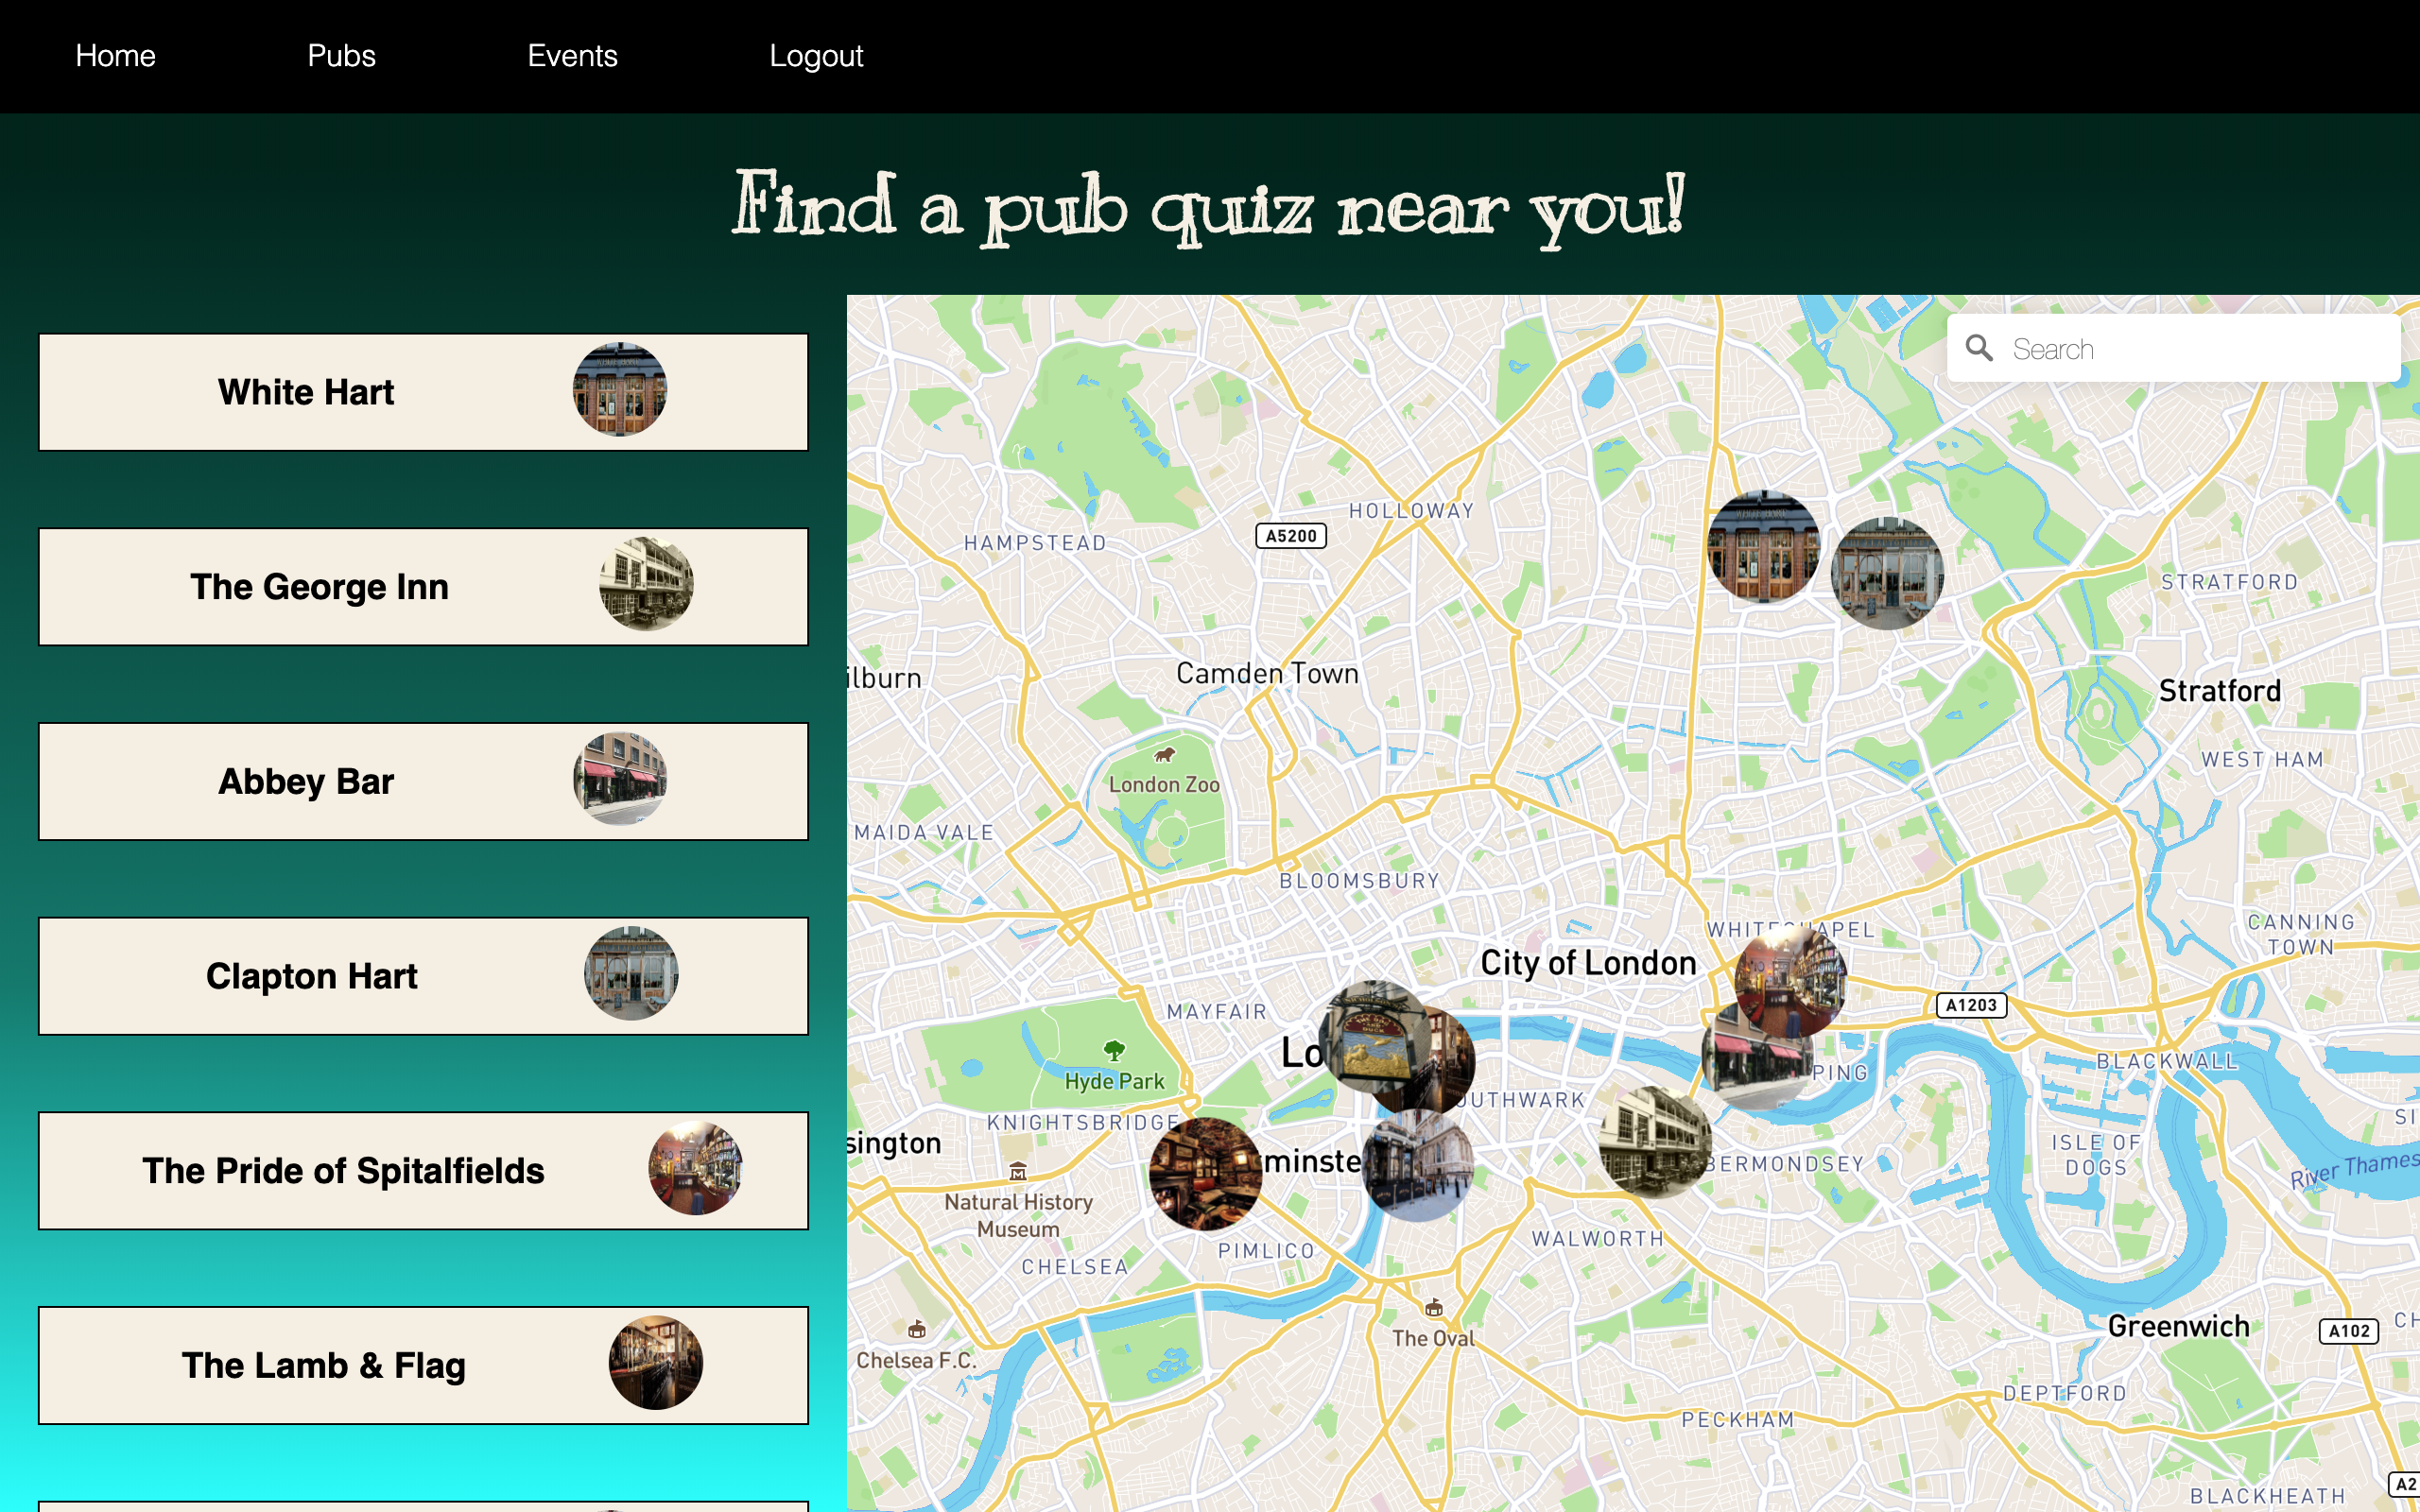 Home Pubs Events Logout
Find a pub quiz near you!
White Hart
The George Inn
Abbey Bar
Clapton Hart
The Pride of Spitalfields
The Lamb & Flag
Search
HOLLOWAY
A5200
HAMPSTEAD
STRATFORD
Camden Town
ilburn
Stratford
WEST HAM
London Zoo
MAIDA VALE
BLOOMSBURY
CANNING
TOWN
City of London
A1203
MAYFAIR
Lo
BLACKWALL
Hyde Park
PING
OUTHWARK
KNIGHTSBRIDGE
SI
sington
minste
BERMONDSEY
ISLE OF
DOGS
River Thames
Natural History
Museum
WALWORTH
PIMLICO
CHELSEA
CH
Greenwich
A102
The Oval
Chelsea F.C.
DEPTFORD
PECKHAM
A2
BLACKHEATH